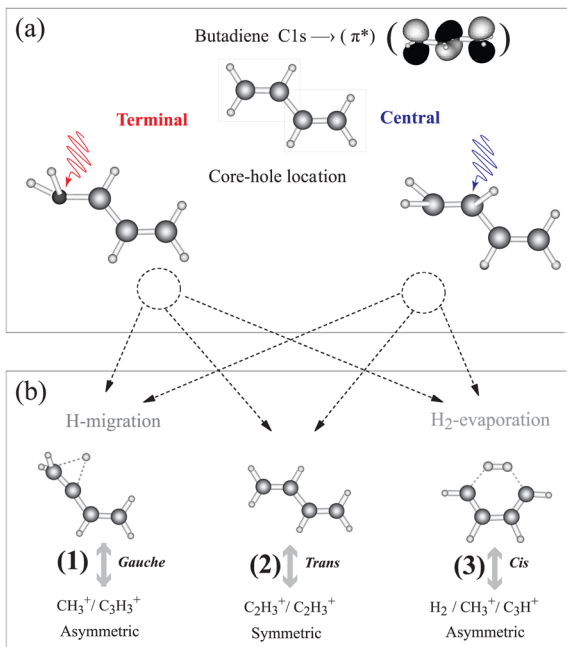 (a)
Butadiene C1s → (π*) ( )
Terminal
Central
Core-hole location
(b)
H-migration
H₂-evaporation
(1) Gauche
(2) Trans
(3) Cis
CH₃⁺/ C₃H₃⁺
C₂H₃⁺/ C₂H₃⁺
H₂ / CH₃⁺/ C₃H⁺
Asymmetric
Symmetric
Asymmetric